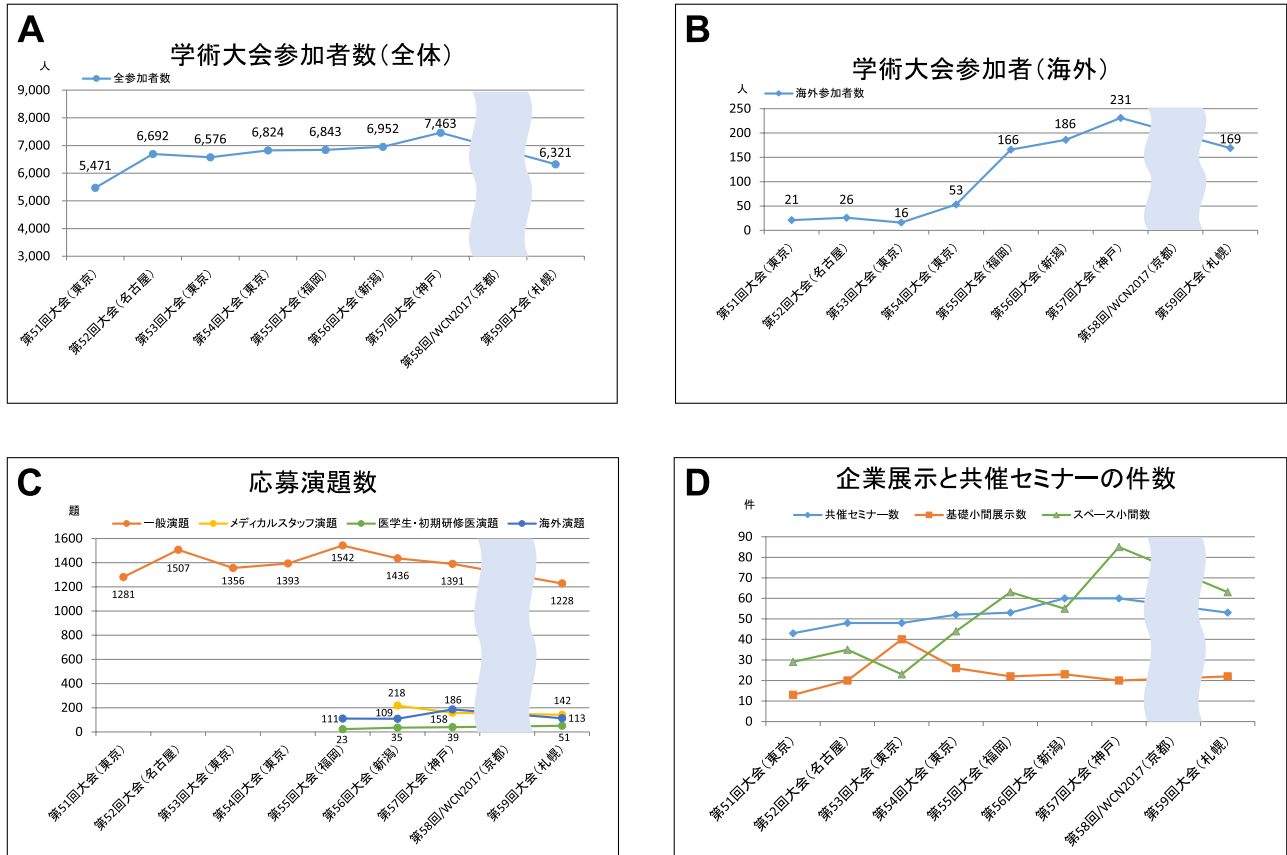 A
学術大会参加者数（全体）
人
全参加者数
9,000
8,000
7,000
6,000
5,000
4,000
3,000
5,471
6,692
6,576
6,824
6,843
6,952
7,463
6,321
第51回大会（東京）
第52回大会（名古屋）
第53回大会（東京）
第54回大会（東京）
第55回大会（福岡）
第56回大会（新潟）
第57回大会（神戸）
第58回/WCN2017（京都）
第59回大会（札幌）
B
学術大会参加者（海外）
人
海外参加者数
250
200
150
100
50
0
21
26
16
53
166
186
231
169
第51回大会（東京）
第52回大会（名古屋）
第53回大会（東京）
第54回大会（東京）
第55回大会（福岡）
第56回大会（新潟）
第57回大会（神戸）
第58回/WCN2017（京都）
第59回大会（札幌）
C
応募演題数
題
一般演題 メディカルスタッフ演題 医学生・初期研修医演題 海外演題
1600
1400
1200
1000
800
600
400
200
0
1281
1507
1356
1393
1542
1436
1391
1228
111
23
218
109
35
186
158
39
142
113
51
第51回大会（東京）
第52回大会（名古屋）
第53回大会（東京）
第54回大会（東京）
第55回大会（福岡）
第56回大会（新潟）
第57回大会（神戸）
第58回/WCN2017（京都）
第59回大会（札幌）
D
企業展示と共催セミナーの件数
件
共催セミナー数 基礎小間展示数 スペース小間数
90
80
70
60
50
40
30
20
10
0
第51回大会（東京）
第52回大会（名古屋）
第53回大会（東京）
第54回大会（東京）
第55回大会（福岡）
第56回大会（新潟）
第57回大会（神戸）
第58回/WCN2017（京都）
第59回大会（札幌）